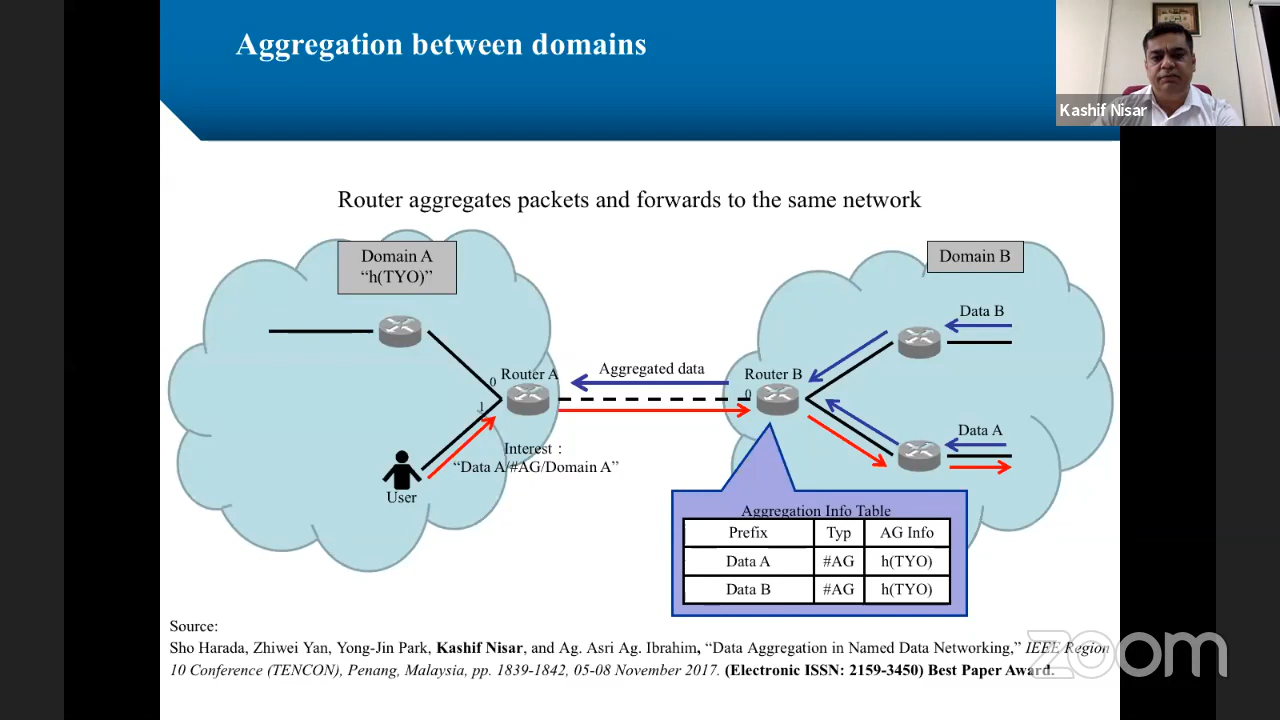 Aggregation between domains
Kashif Nisar
Router aggregates packets and forwards to the same network
Domain A
“h(TYO)”
Domain B
Data B
Router A
Aggregated data
Router B
0
0
1
Data A
Interest :
“Data A/#AG/Domain A”
User
Aggregation Info Table
Prefix Typ AG Info
Data A #AG h(TYO)
Data B #AG h(TYO)
Source:
Sho Harada, Zhiwei Yan, Yong-Jin Park, Kashif Nisar, and Ag. Asri Ag. Ibrahim, “Data Aggregation in Named Data Networking,” IEEE Region
10 Conference (TENCON), Penang, Malaysia, pp. 1839-1842, 05-08 November 2017. (Electronic ISSN: 2159-3450) Best Paper Award.
zoom